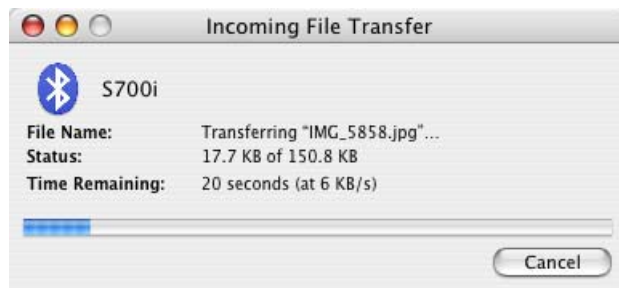 Incoming File Transfer
S700i
File Name: Transferring "IMG_5858.jpg"...
Status: 17.7 KB of 150.8 KB
Time Remaining: 20 seconds (at 6 KB/s)
Cancel